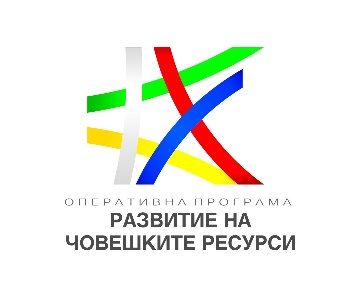 ОПЕРАТИВНА ПРОГРАМА
РАЗВИТИЕ НА
ЧОВЕШКИТЕ РЕСУРСИ